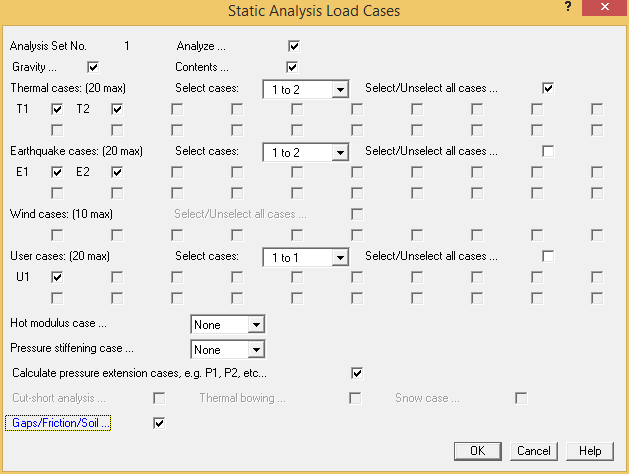 Static Analysis Load Cases ?
Analysis Set No. 1 Analyze ...
Gravity ... Contents ...
Thermal cases: (20 max) Select cases: 1 to 2 Select/Unselect all cases ...
T1 T2
Earthquake cases: (20 max) Select cases: 1 to 2 Select/Unselect all cases ...
E1 E2
Wind cases: (10 max) Select/Unselect all cases ...
User cases: (20 max) Select cases: 1 to 1 Select/Unselect all cases ...
U1
Hot modulus case ... None
Pressure stiffening case ... None
Calculate pressure extension cases, e.g. P1, P2, etc...
Cut-short analysis ... Thermal bowing ... Snow case ...
Gaps/Friction/Soil ...
OK Cancel Help